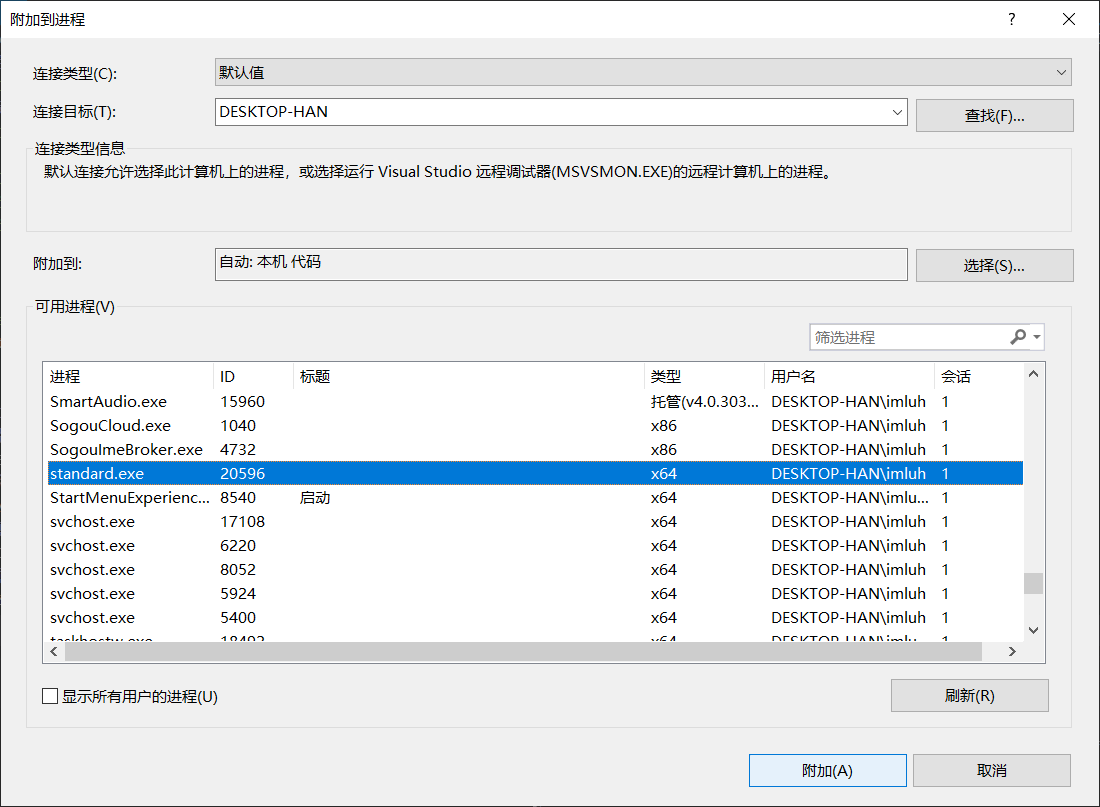 附加到进程
?
连接类型(C):
默认值
连接目标(T):
DESKTOP-HAN
查找(F)...
连接类型信息
默认连接允许选择此计算机上的进程，或选择运行 Visual Studio 远程调试器(MSVSMON.EXE)的远程计算机上的进程。
附加到:
自动: 本机 代码
选择(S)...
可用进程(V)
筛选进程
进程 ID 标题 类型 用户名 会话
SmartAudio.exe 15960 托管(v4.0.303... DESKTOP-HAN\imluh 1
SogouCloud.exe 1040 x86 DESKTOP-HAN\imluh 1
SogouImeBroker.exe 4732 x86 DESKTOP-HAN\imluh 1
standard.exe 20596 x64 DESKTOP-HAN\imluh 1
StartMenuExperienc... 8540 启动 x64 DESKTOP-HAN\imlu... 1
svchost.exe 17108 x64 DESKTOP-HAN\imluh 1
svchost.exe 6220 x64 DESKTOP-HAN\imluh 1
svchost.exe 8052 x64 DESKTOP-HAN\imluh 1
svchost.exe 5924 x64 DESKTOP-HAN\imluh 1
svchost.exe 5400 x64 DESKTOP-HAN\imluh 1
taskhostw.exe 18492 x64 DESKTOP-HAN\imlu... 1
显示所有用户的进程(U)
刷新(R)
附加(A)
取消